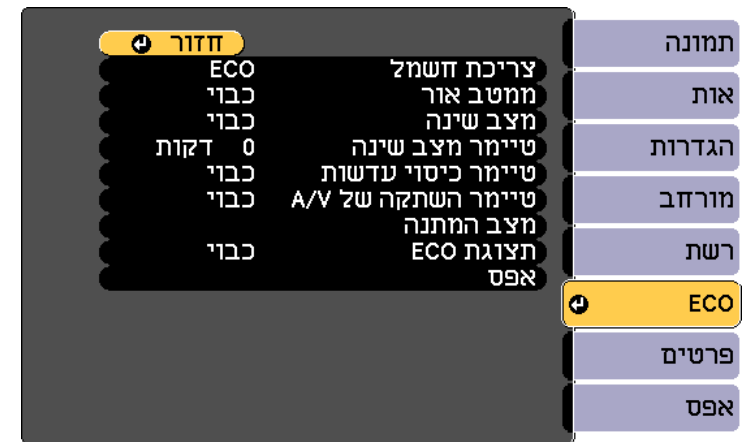 חזור
צריכת חשמל ECO
ממטב אור כבוי
מצב שינה כבוי
טיימר מצב שינה 0 דקות
טיימר כיסוי עדשות כבוי
טיימר השתקה של A/V כבוי
מצב המתנה
תצוגת ECO כבוי
אפס
תמונה
אות
הגדרות
מורחב
רשת
ECO
פרטים
אפס